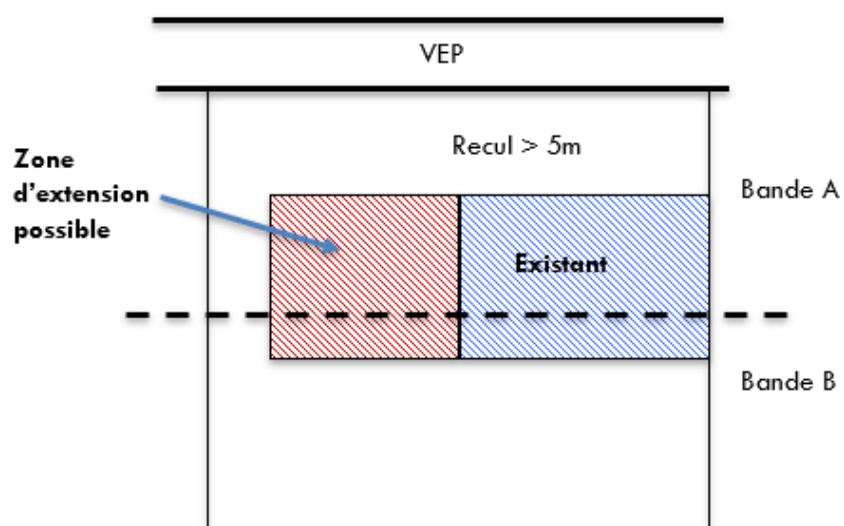 VEP
Recul > 5m
Zone
d'extension
possible
Bande A
Existant
Bande B